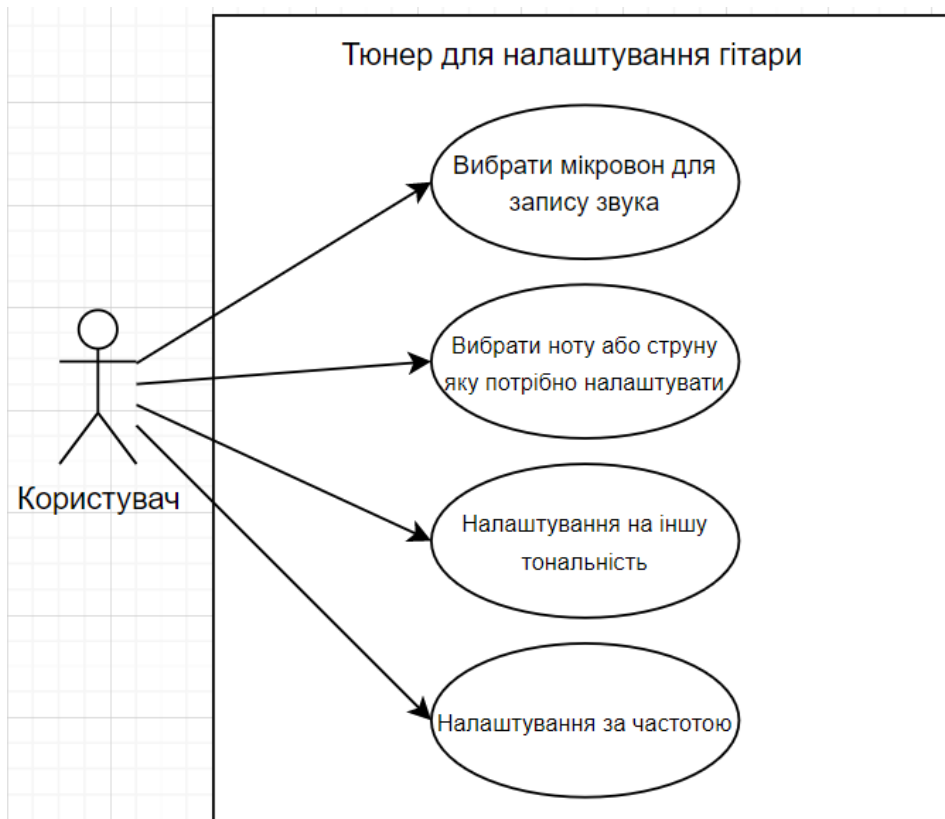 Тюнер для налаштування гітари
Вибрати мікровон для
запису звука
Вибрати ноту або струну
яку потрібно налаштувати
Налаштування на іншу
тональність
Налаштування за частотою
Користувач